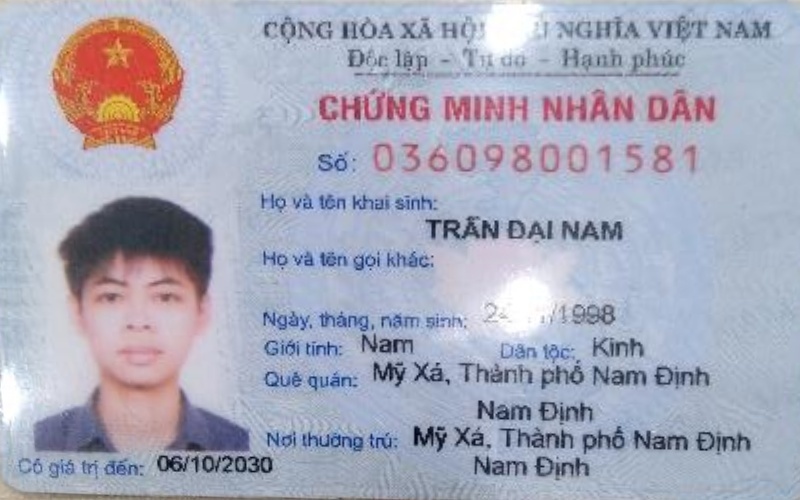 CỘNG HÒA XÃ HỘI NGHĨA VIỆT NAM
Độc lập - Tự do - Hạnh phúc
CHỨNG MINH NHÂN DÂN
Số: 036098001581
Họ và tên khai sinh:
TRẦN ĐẠI NAM
Họ và tên gọi khác:
Ngày, tháng, năm sinh: 1998
Giới tính: Nam Dân tộc: Kinh
Quê quán: Mỹ Xá, Thành phố Nam Định
Nam Định
Nơi thường trú: Mỹ Xá, Thành phố Nam Định
Nam Định
Có giá trị đến: 06/10/2030